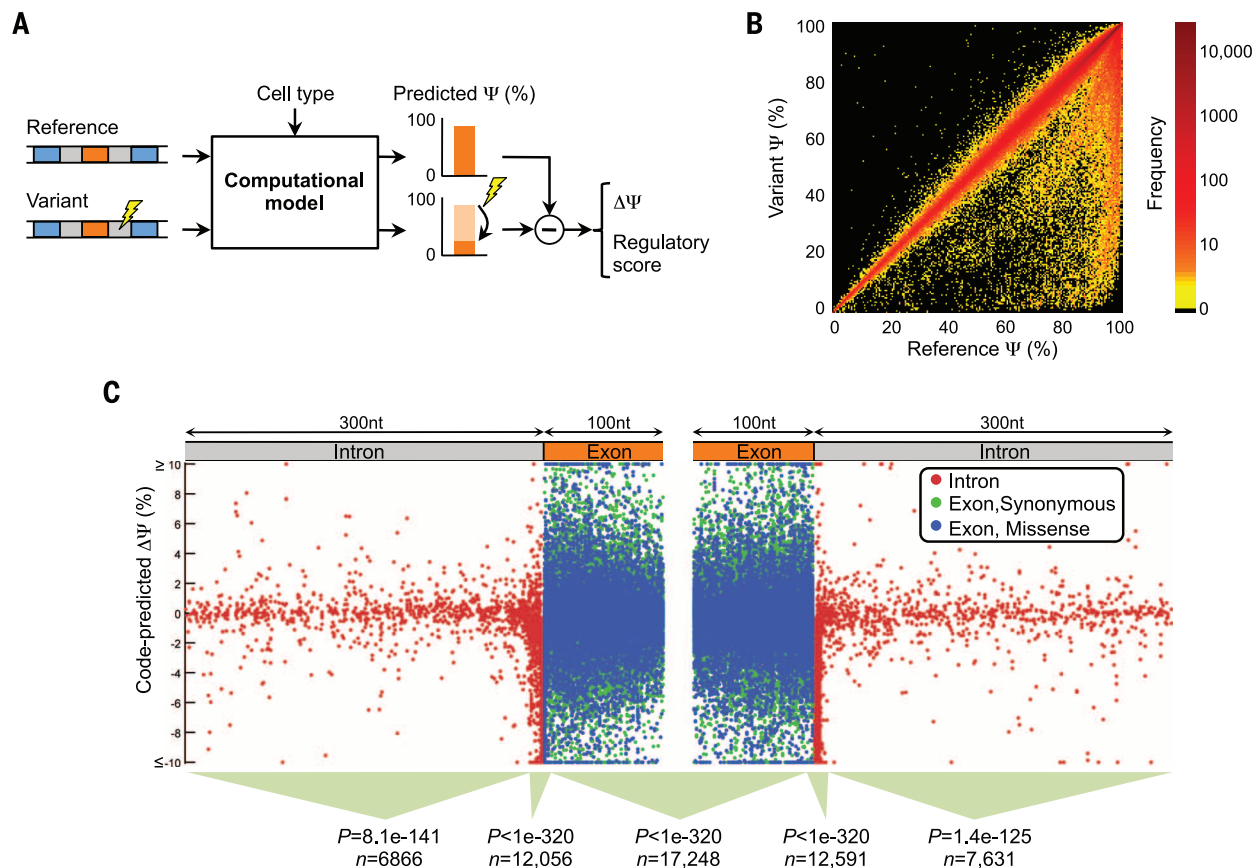 A
Cell type
Predicted Ψ (%)
Reference
Variant
Computational
model
100
0
100
0
−
ΔΨ
Regulatory
score
B
Variant Ψ (%)
100
80
60
40
20
0
0 20 40 60 80 100
Reference Ψ (%)
Frequency
10,000
1000
100
10
0
C
300nt 100nt 100nt 300nt
Intron Exon Exon Intron
Code-predicted ΔΨ (%)
≥ 10
8
6
4
2
0
-2
-4
-6
-8
≤-10
Intron
Exon,Synonymous
Exon, Missense
P=8.1e-141 P<1e-320 P<1e-320 P<1e-320 P=1.4e-125
n=6866 n=12,056 n=17,248 n=12,591 n=7,631